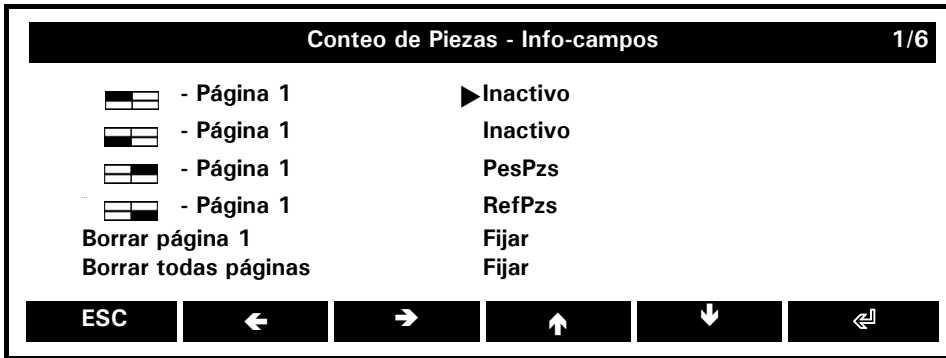 Conteo de Piezas - Info-campos 1/6
- Página 1 Inactivo
- Página 1 Inactivo
- Página 1 PesPzs
- Página 1 RefPzs
Borrar página 1 Fijar
Borrar todas páginas Fijar
ESC